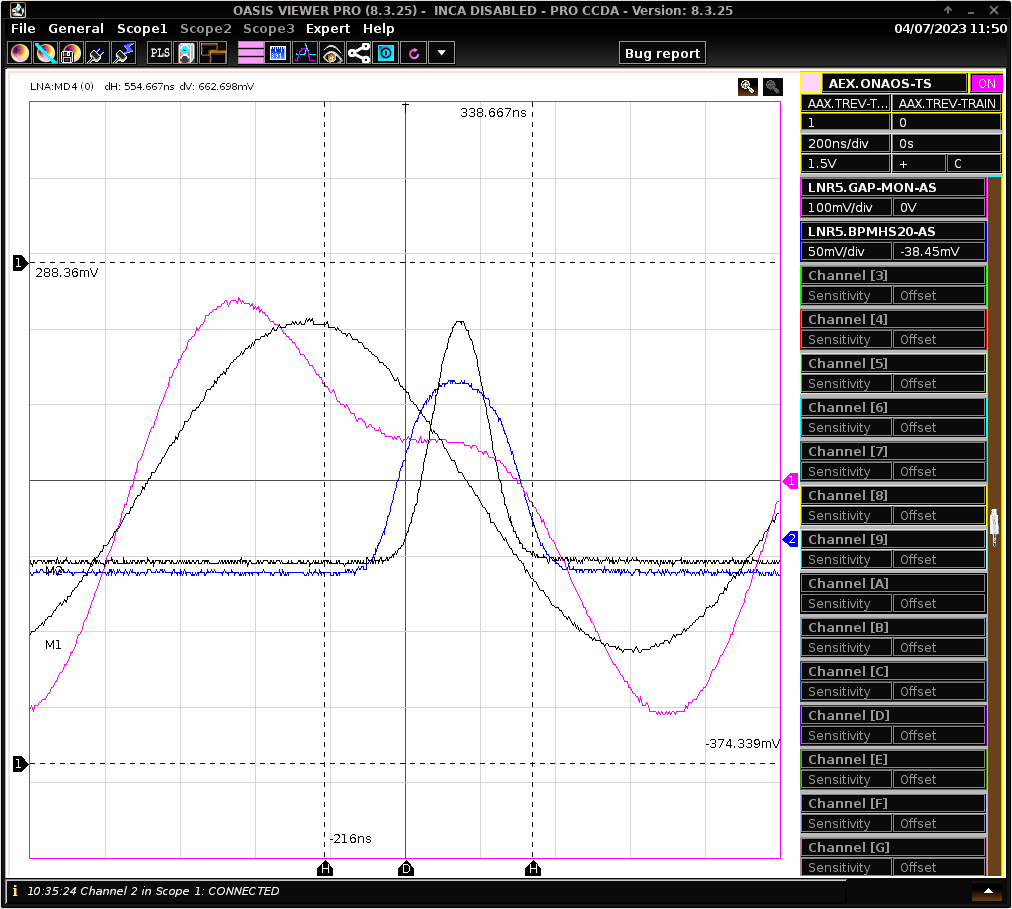 OASIS VIEWER PRO (8.3.25) - INCA DISABLED - PRO CCDA - Version: 8.3.25
File General Scope1 Scope2 Scope3 Expert Help
04/07/2023 11:50
PLS
Bug report
LNA:MD4 (0) dH: 554.667ns dV: 662.698mV
338.667ns
1
288.36mV
1
2
M2
M1
-374.339mV
1
-216ns
H D H
AEX.ONAOS-TS ON
AAX.TREV-T... AAX.TREV-TRAIN
1 0
200ns/div 0s
1.5V + C
LNR5.GAP-MON-AS
100mV/div 0V
LNR5.BPMHS20-AS
50mV/div -38.45mV
Channel [3]
Sensitivity Offset
Channel [4]
Sensitivity Offset
Channel [5]
Sensitivity Offset
Channel [6]
Sensitivity Offset
Channel [7]
Sensitivity Offset
Channel [8]
Sensitivity Offset
Channel [9]
Sensitivity Offset
Channel [A]
Sensitivity Offset
Channel [B]
Sensitivity Offset
Channel [C]
Sensitivity Offset
Channel [D]
Sensitivity Offset
Channel [E]
Sensitivity Offset
Channel [F]
Sensitivity Offset
Channel [G]
Sensitivity Offset
10:35:24 Channel 2 in Scope 1: CONNECTED